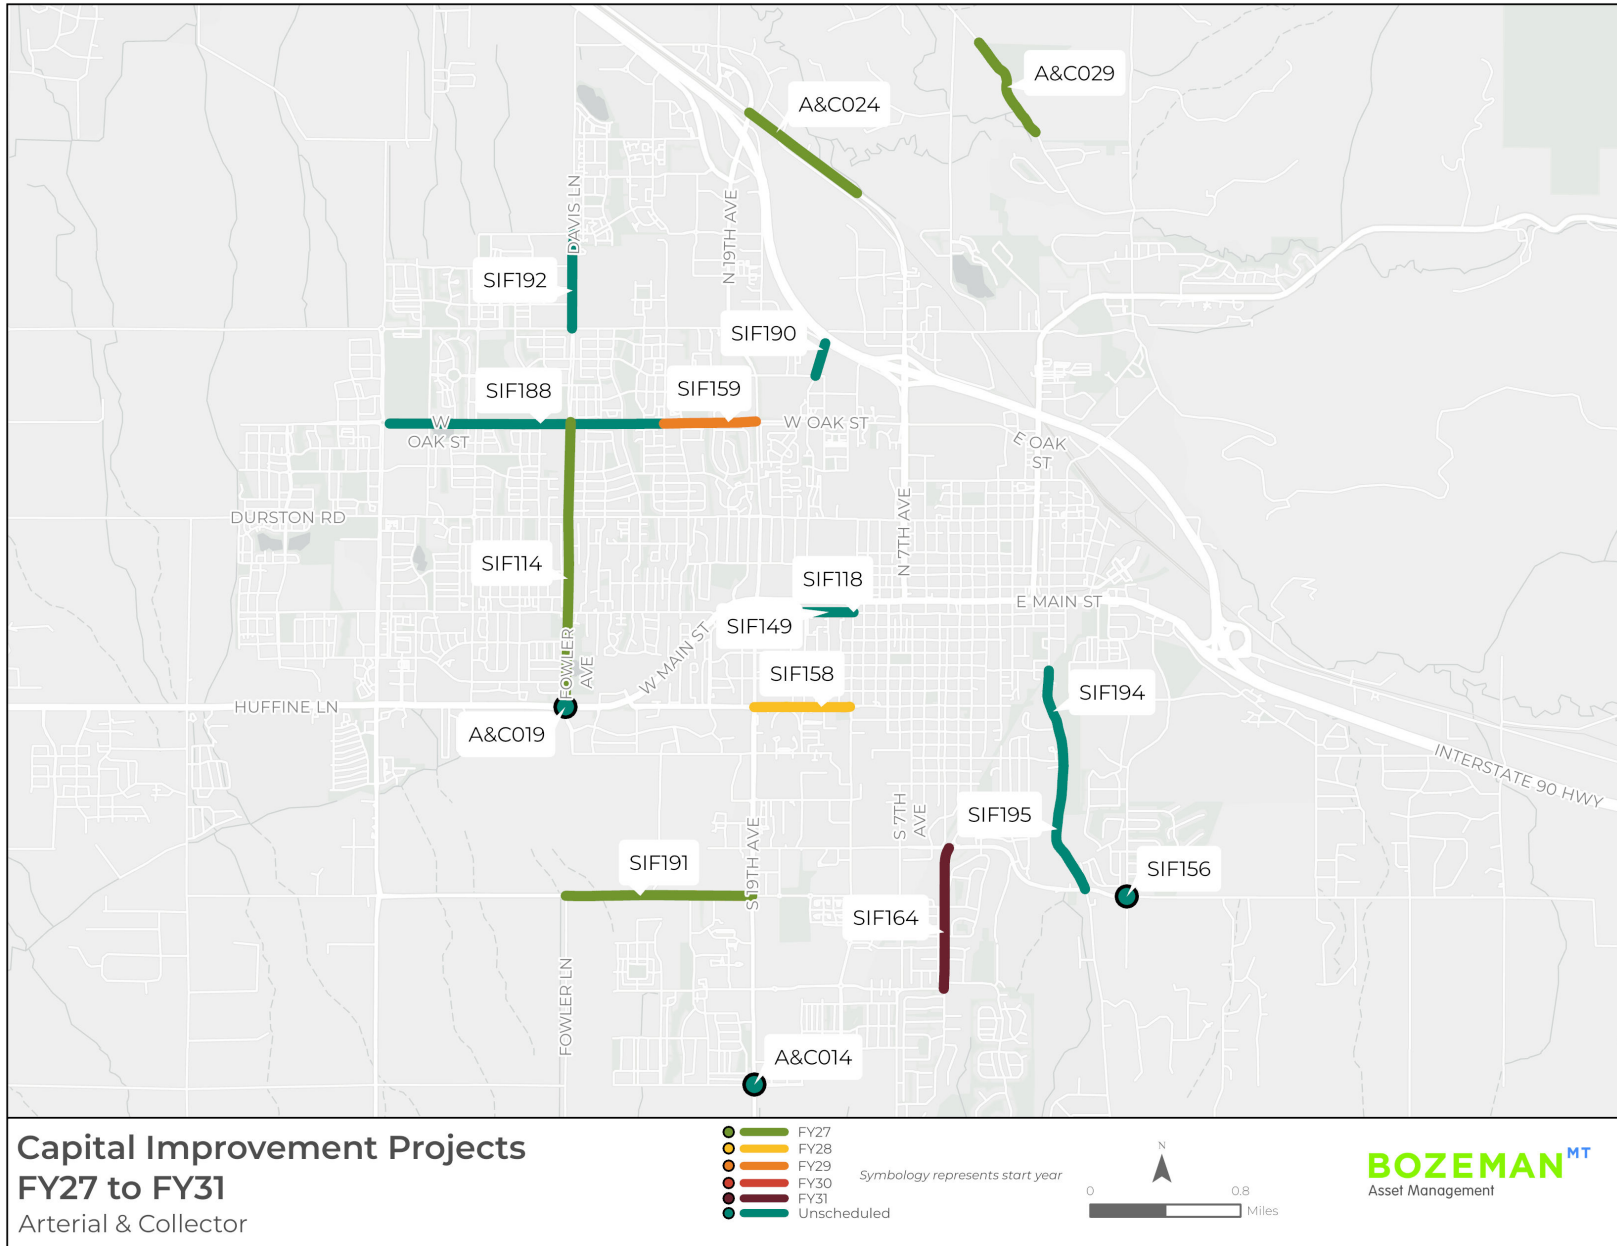 A&C029
A&C024
DAVIS LN
N 19TH AVE
SIF192
SIF190
SIF188
SIF159
W
OAK ST
W OAK ST
E OAK
ST
DURSTON RD
N 7TH AVE
SIF114
SIF118
E MAIN ST
SIF149
W MAIN ST
FOWLER
AVE
SIF158
SIF194
HUFFINE LN
A&C019
INTERSTATE 90 HWY
S 7TH
AVE
SIF195
S 19TH AVE
SIF191
SIF156
SIF164
FOWLER LN
A&C014
Capital Improvement Projects
FY27 to FY31
Arterial & Collector
FY27
FY28
FY29
FY30
FY31
Unscheduled
Symbology represents start year
N
0 0.8
Miles
BOZEMAN MT
Asset Management